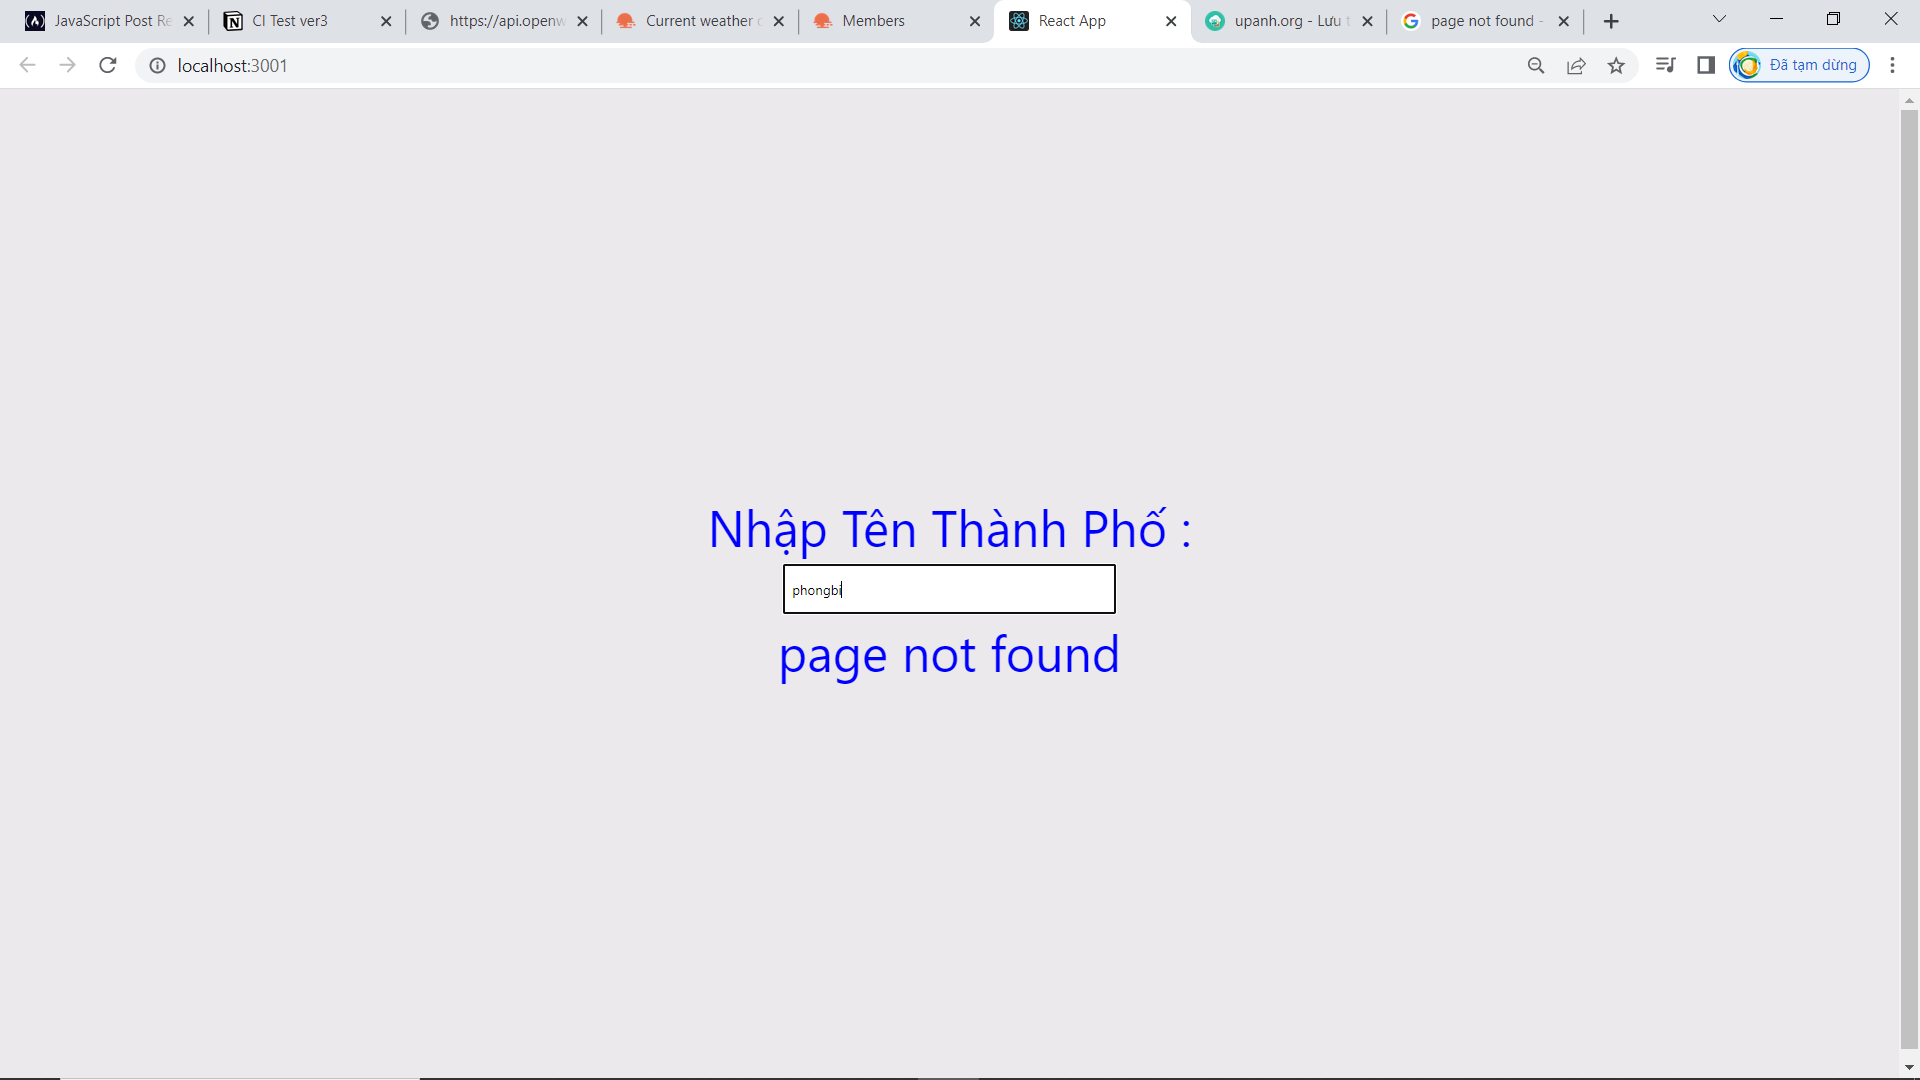 JavaScript Post Re
CI Test ver3
https://api.openw
Current weather
Members
React App
upanh.org - Lưu t
page not found -
localhost:3001
Đã tạm dừng
Nhập Tên Thành Phố :
phongbi
page not found